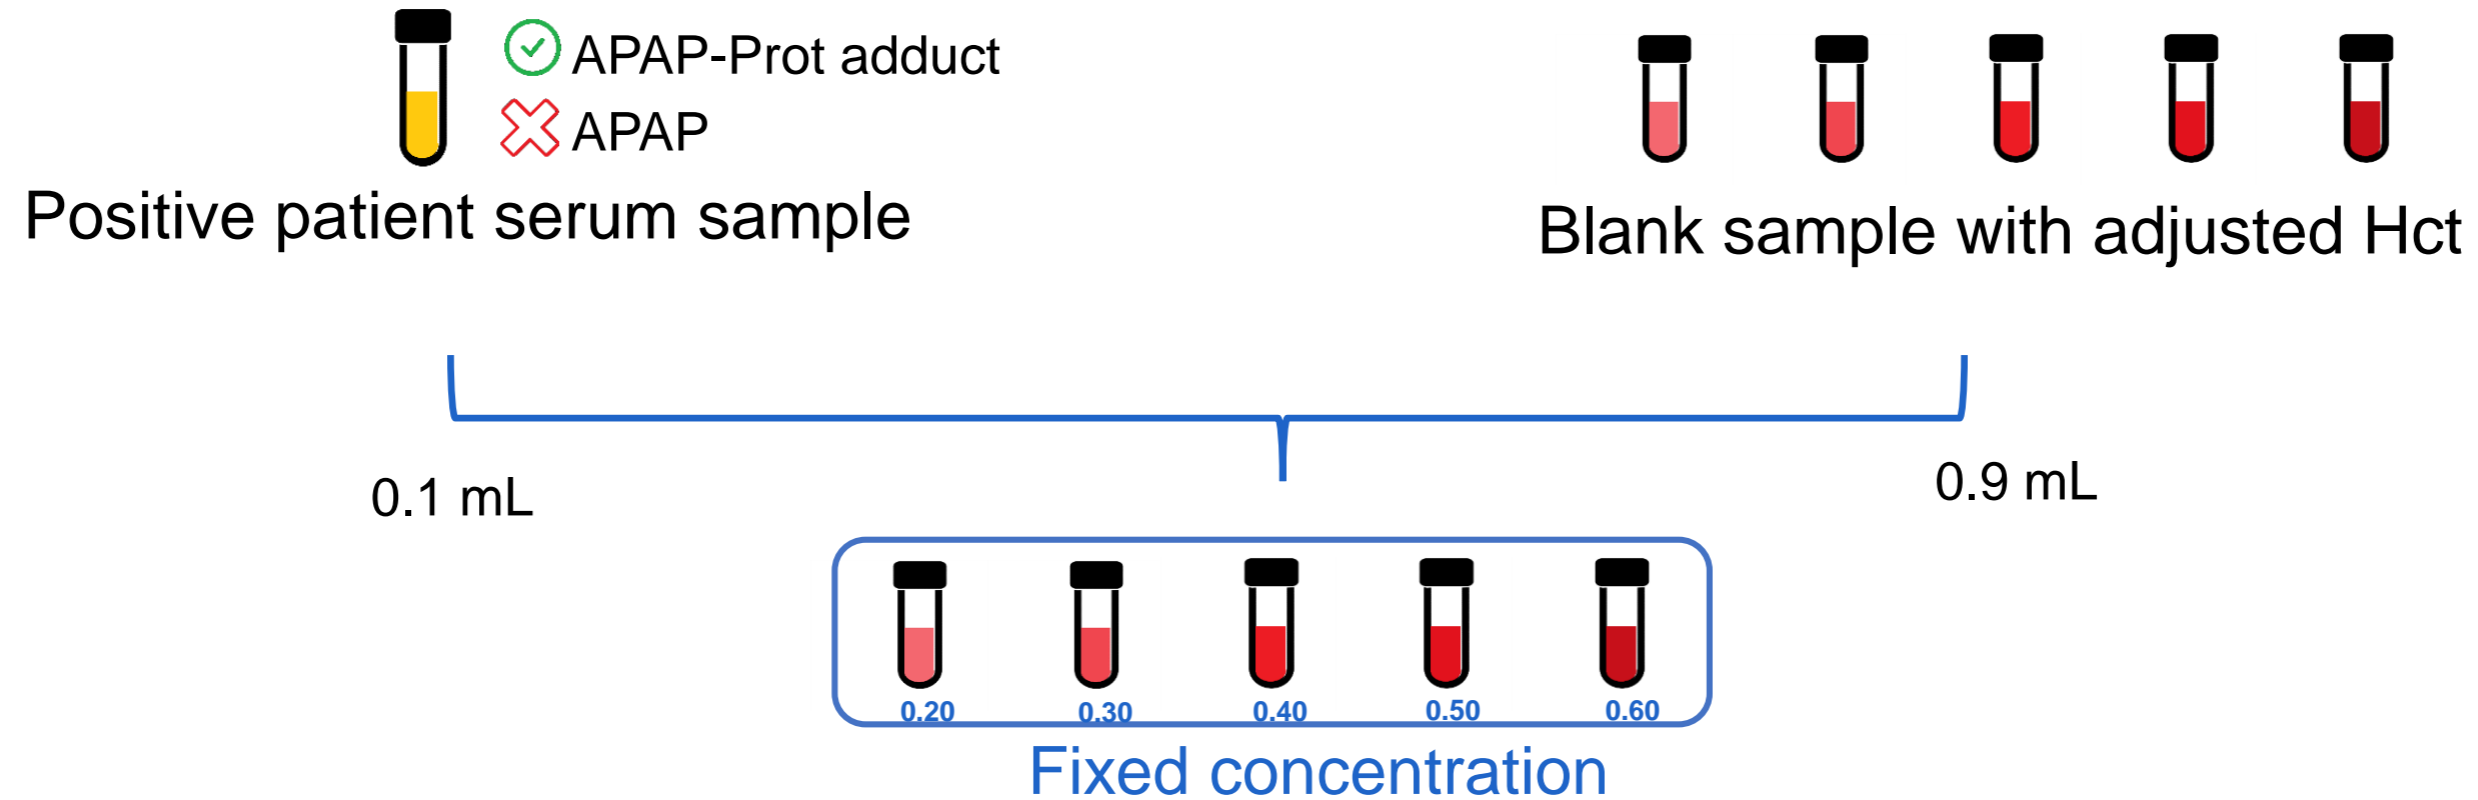 APAP-Prot adduct
APAP
Positive patient serum sample
Blank sample with adjusted Hct
0.1 mL
0.9 mL
0.20 0.30 0.40 0.50 0.60
Fixed concentration